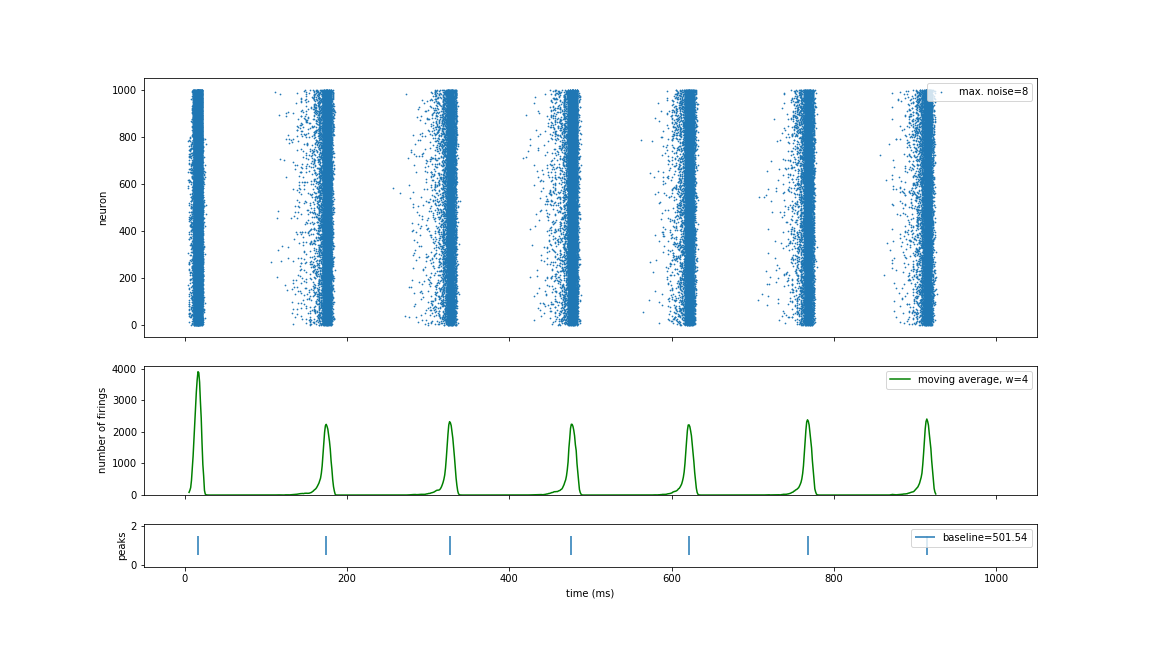 1000
800
600
400
200
0
neuron
max. noise=8
4000
3000
2000
1000
0
number of firings
moving average, w=4
2
0
peaks
baseline=501.54
0 200 400 600 800 1000
time (ms)